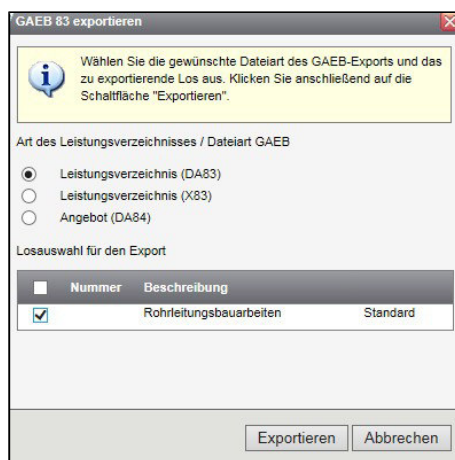 GAEB 83 exportieren
Wählen Sie die gewünschte Dateiart des GAEB-Exports und das
zu exportierende Los aus. Klicken Sie anschließend auf die
Schaltfläche "Exportieren".
Art des Leistungsverzeichnisses / Dateiart GAEB
Leistungsverzeichnis (DA83)
Leistungsverzeichnis (X83)
Angebot (DA84)
Losauswahl für den Export
Nummer Beschreibung
Rohrleitungsbauarbeiten Standard
Exportieren Abbrechen